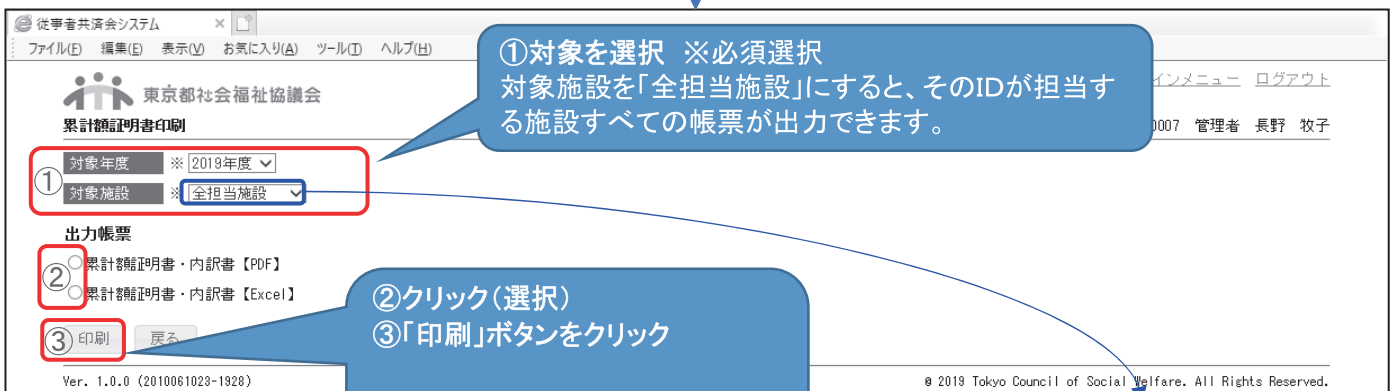 従事者共済会システム
ファイル(F) 編集(E) 表示(V) お気に入り(A) ツール(T) ヘルプ(H)
①対象を選択 ※必須選択
対象施設を「全担当施設」にすると、そのIDが担当す
る施設すべての帳票が出力できます。
東京都社会福祉協議会
インメニュー ログアウト
累計額証明書印刷
0007 管理者 長野 牧子
① 対象年度 ※ 2019年度
対象施設 ※ 全担当施設
出力帳票
② 累計額証明書・内訳書【PDF】
累計額証明書・内訳書【Excel】
②クリック(選択)
③「印刷」ボタンをクリック
③ 印刷 戻る
Ver. 1.0.0 (2010061023-1928)
© 2019 Tokyo Council of Social Welfare. All Rights Reserved.